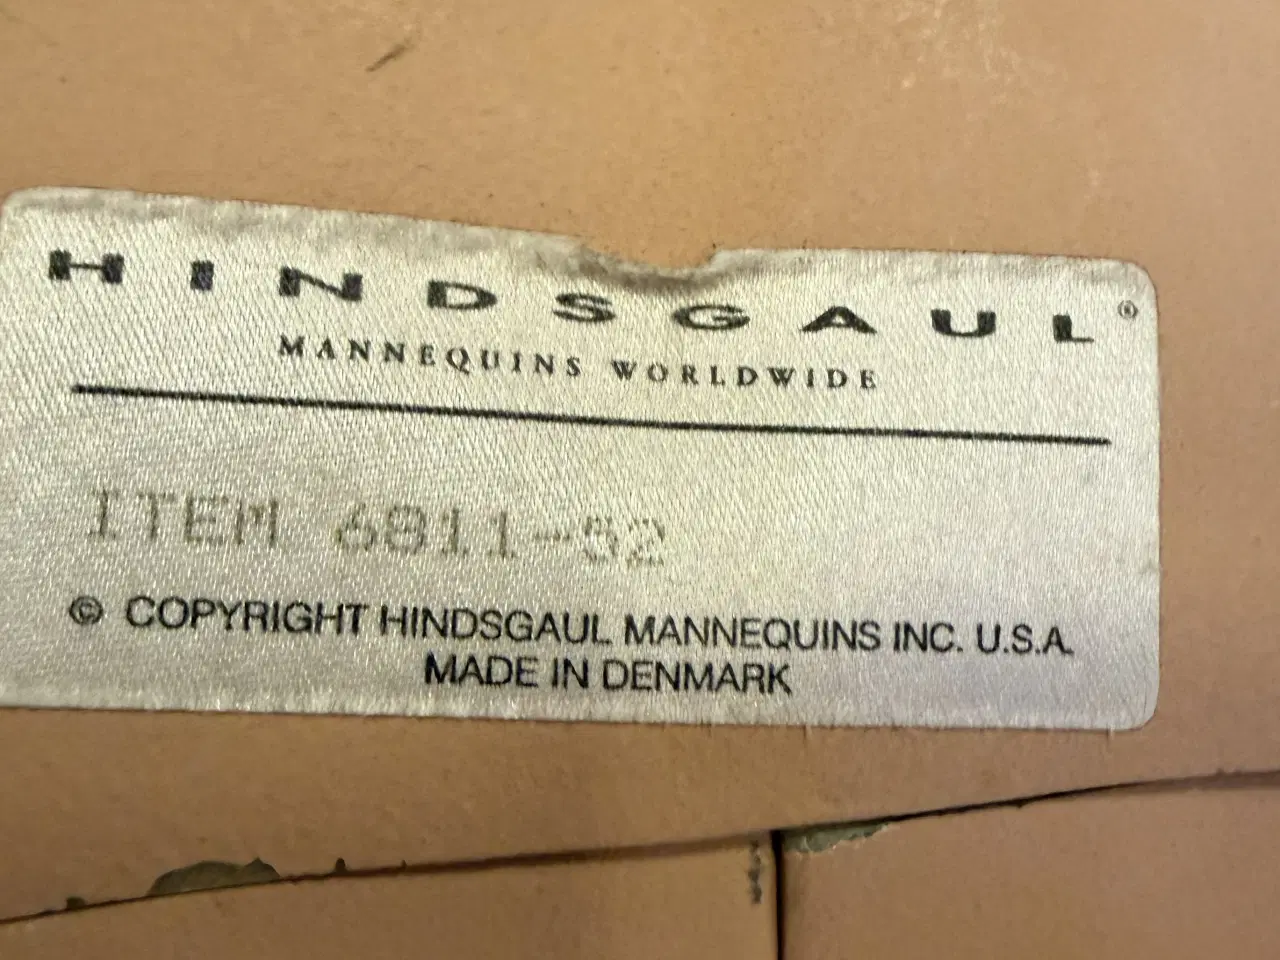 HINDSGAUL®
MANNEQUINS WORLDWIDE
ITEM 6811-52
© COPYRIGHT HINDSGAUL MANNEQUINS INC. U.S.A.
MADE IN DENMARK